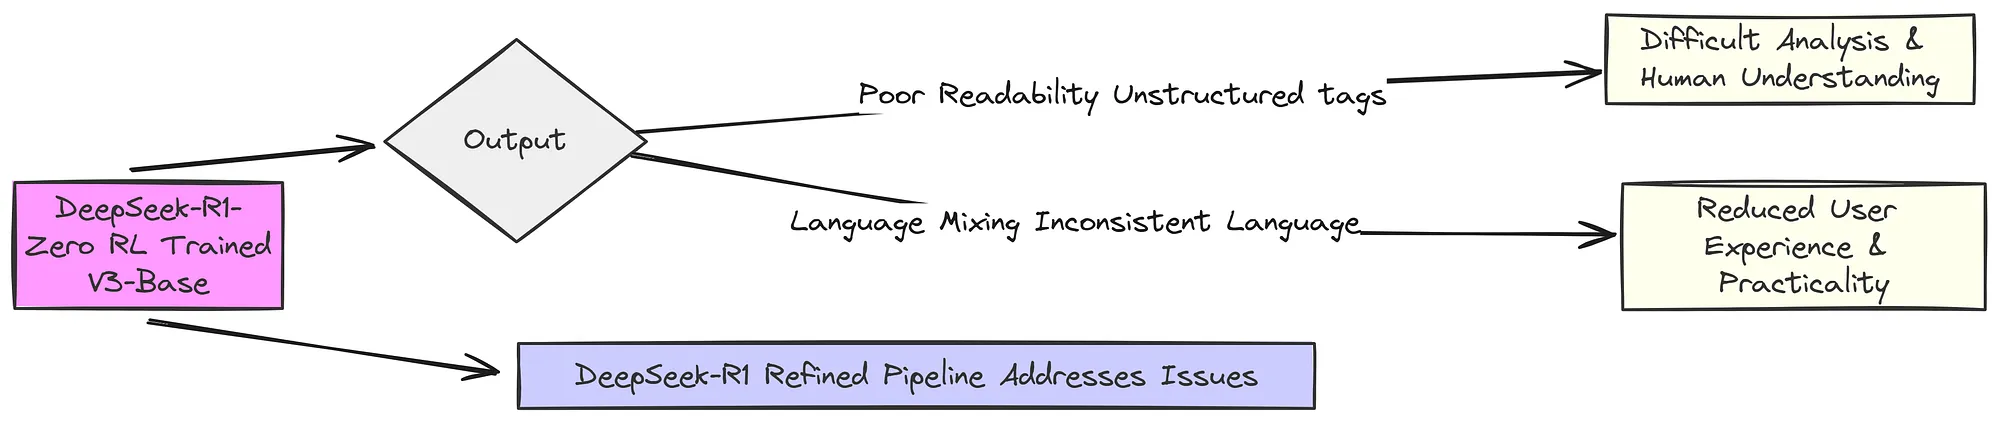 DeepSeek-R1-
Zero RL Trained
V3-Base
Output
Poor Readability Unstructured tags
Difficult Analysis &
Human Understanding
Language Mixing Inconsistent Language
Reduced User
Experience &
Practicality
DeepSeek-R1 Refined Pipeline Addresses Issues